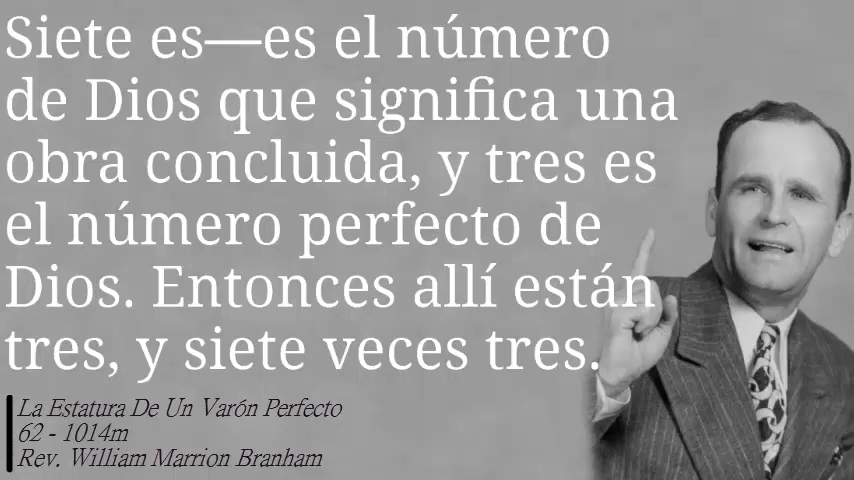 Siete es—es el número
de Dios que significa una
obra concluida, y tres es
el número perfecto de
Dios. Entonces allí están
tres, y siete veces tres.
La Estatura De Un Varón Perfecto
62 - 1014m
Rev. William Marrion Branham